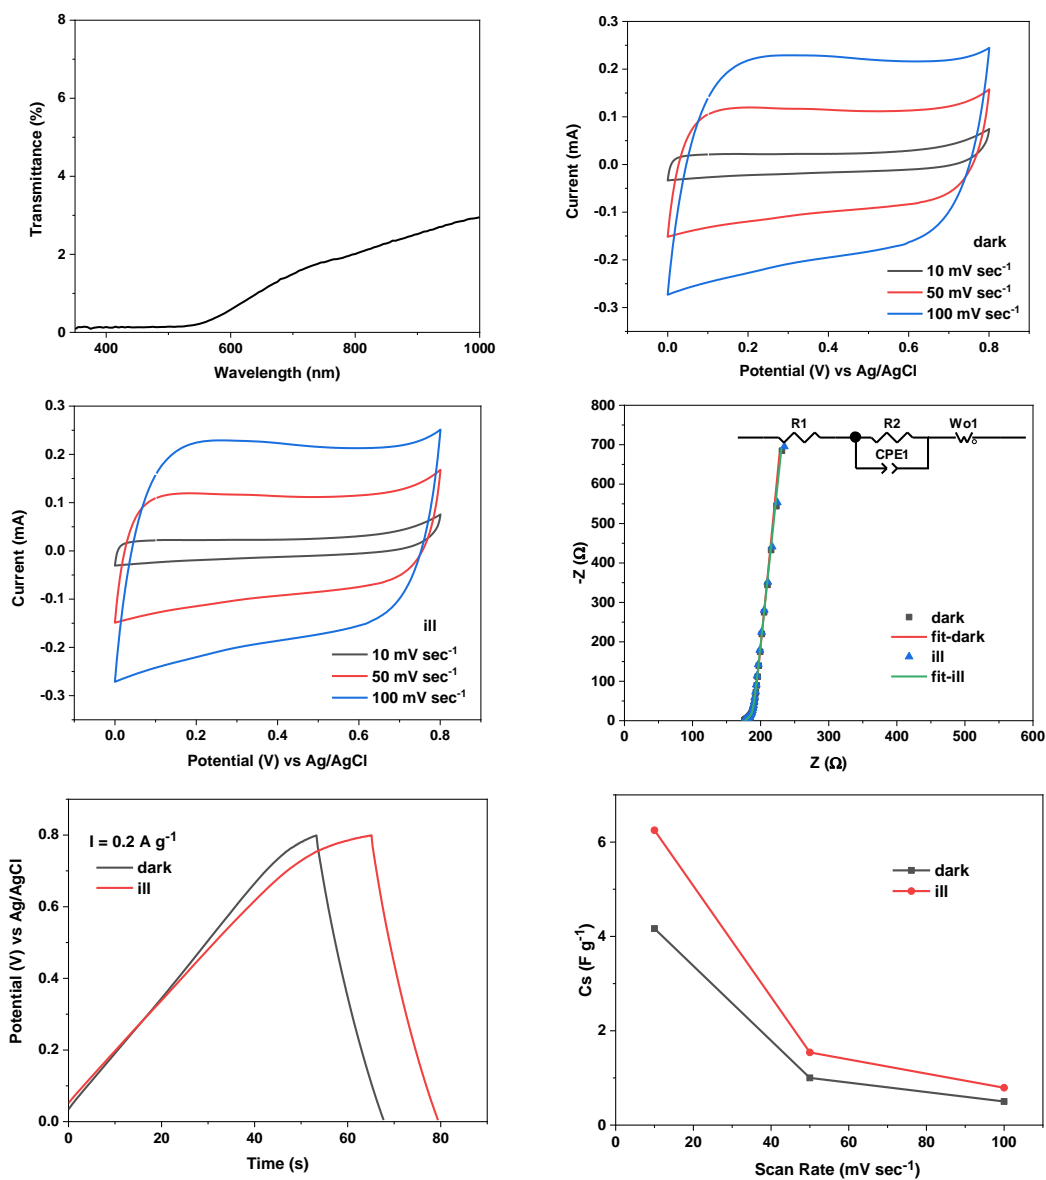 8
6
4
2
0
400
600
800
1000
Transmittance (%)
Wavelength (nm)
0.3
0.2
0.1
0.0
-0.1
-0.2
-0.3
0.0
0.2
0.4
0.6
0.8
Current (mA)
Potential (V) vs Ag/AgCl
dark
10 mV sec⁻¹
50 mV sec⁻¹
100 mV sec⁻¹
0.3
0.2
0.1
0.0
-0.1
-0.2
-0.3
0.0
0.2
0.4
0.6
0.8
Current (mA)
Potential (V) vs Ag/AgCl
ill
10 mV sec⁻¹
50 mV sec⁻¹
100 mV sec⁻¹
800
700
600
500
400
300
200
100
0
0
100
200
300
400
500
600
-Z (Ω)
Z (Ω)
R1
R2
Wo1
CPE1
dark
fit-dark
ill
fit-ill
0.8
0.6
0.4
0.2
0.0
0
20
40
60
80
Potential (V) vs Ag/AgCl
Time (s)
I = 0.2 A g⁻¹
dark
ill
6
4
2
0
0
20
40
60
80
100
Cs (F g⁻¹)
Scan Rate (mV sec⁻¹)
dark
ill